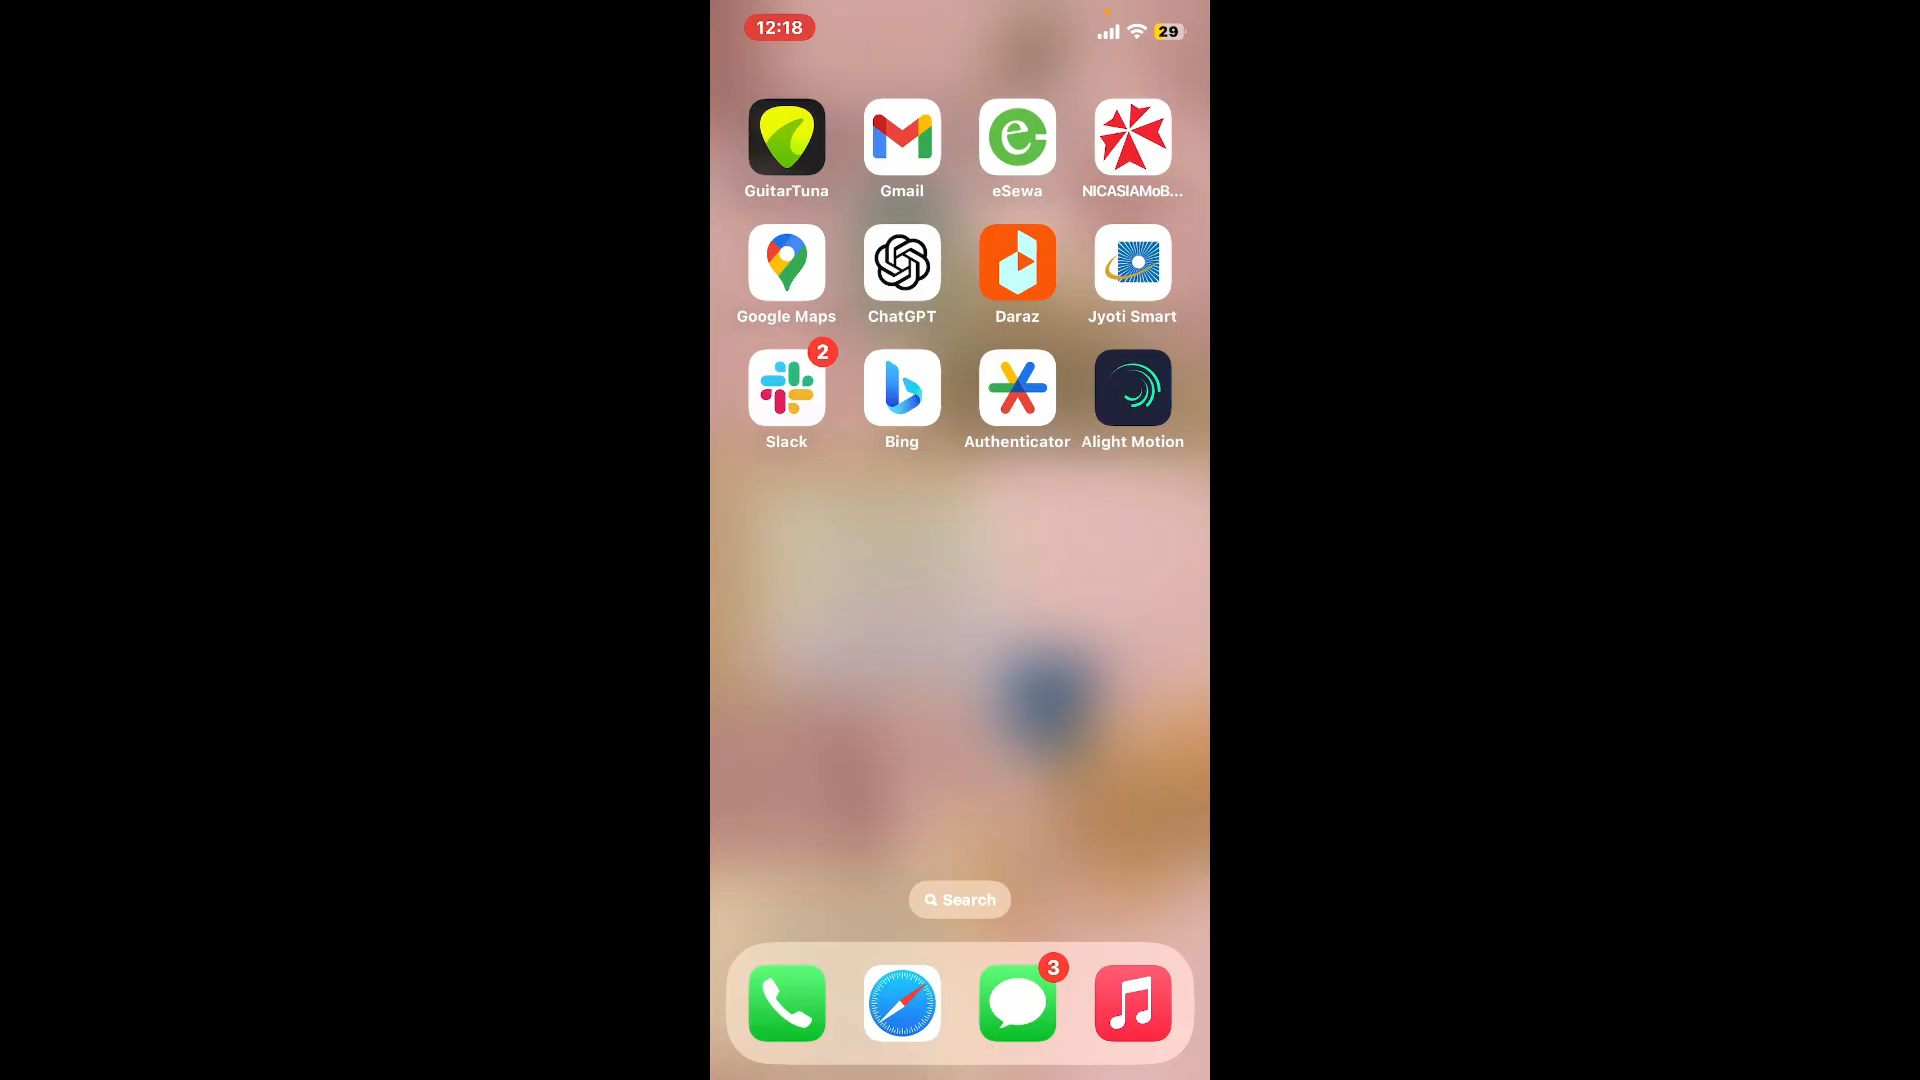 12:18
29
GuitarTuna
Gmail
eSewa
NICASIAMoB...
Google Maps
ChatGPT
Daraz
Jyoti Smart
2
Slack
Bing
Authenticator
Alight Motion
Search
3